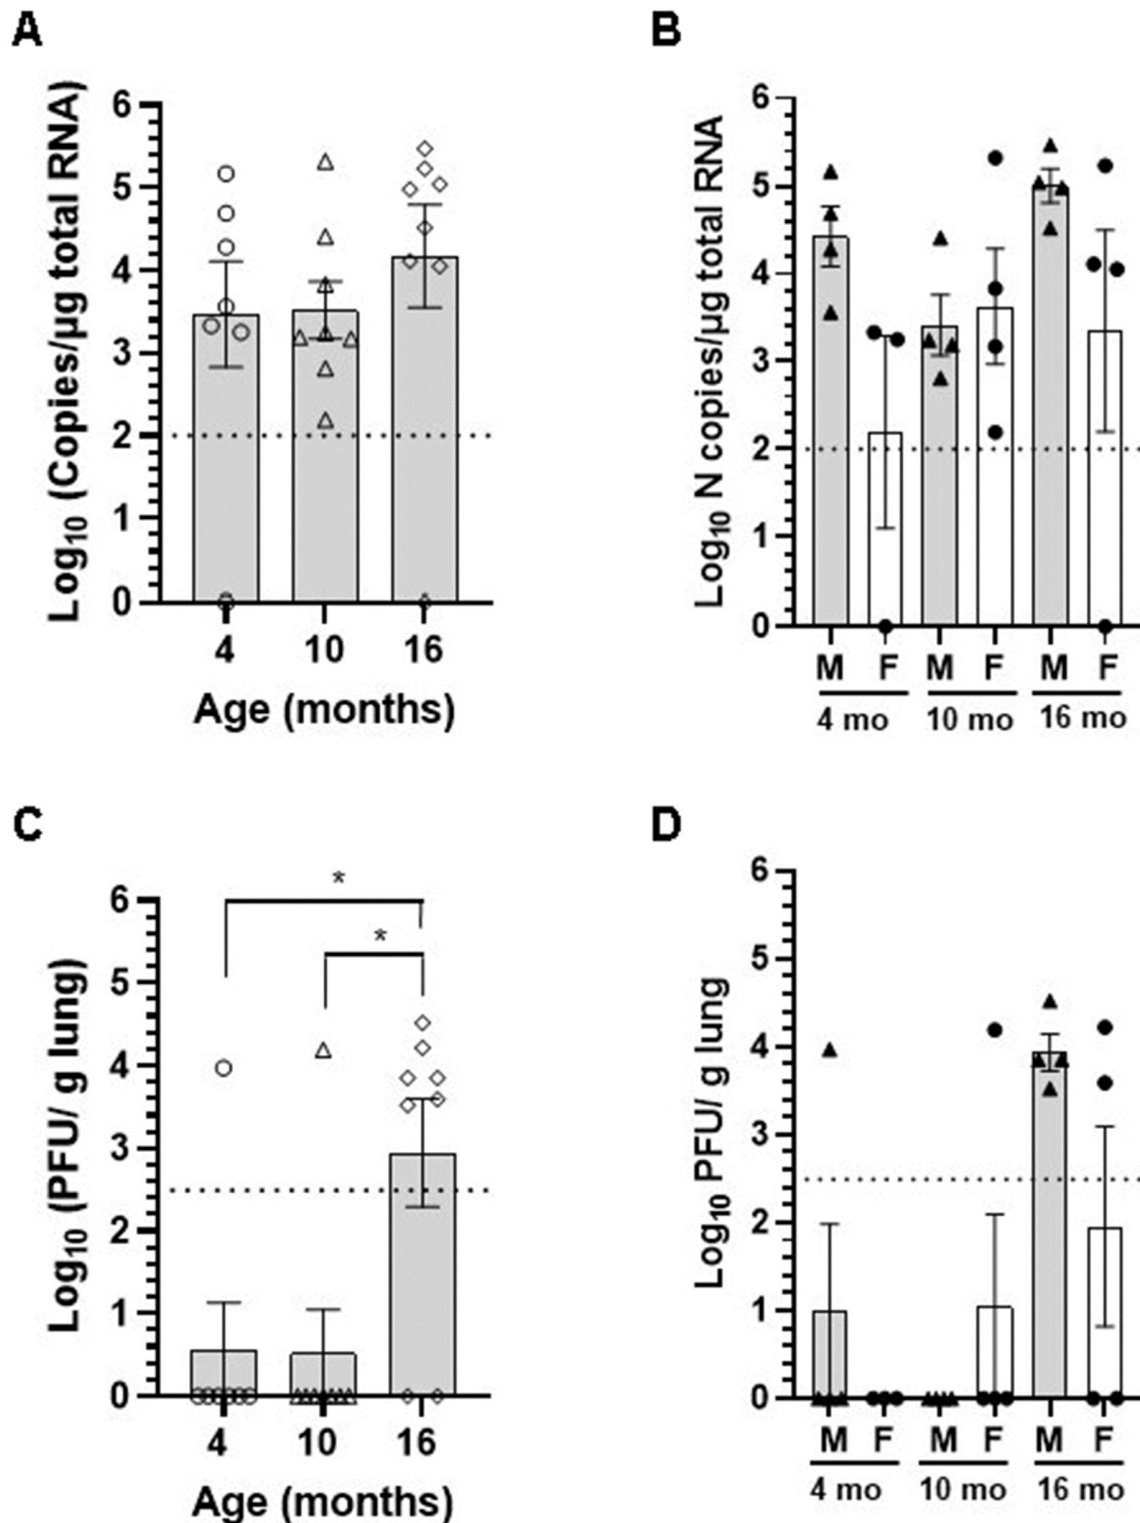 A
Log10 (Copies/µg total RNA)
6
5
4
3
2
1
0
4 10 16
Age (months)
B
Log10 N copies/µg total RNA
6
5
4
3
2
1
0
M F M F M F
4 mo 10 mo 16 mo
C
Log10 (PFU/ g lung)
6
5
4
3
2
1
0
*
*
4 10 16
Age (months)
D
Log10 PFU/ g lung
6
5
4
3
2
1
0
M F M F M F
4 mo 10 mo 16 mo